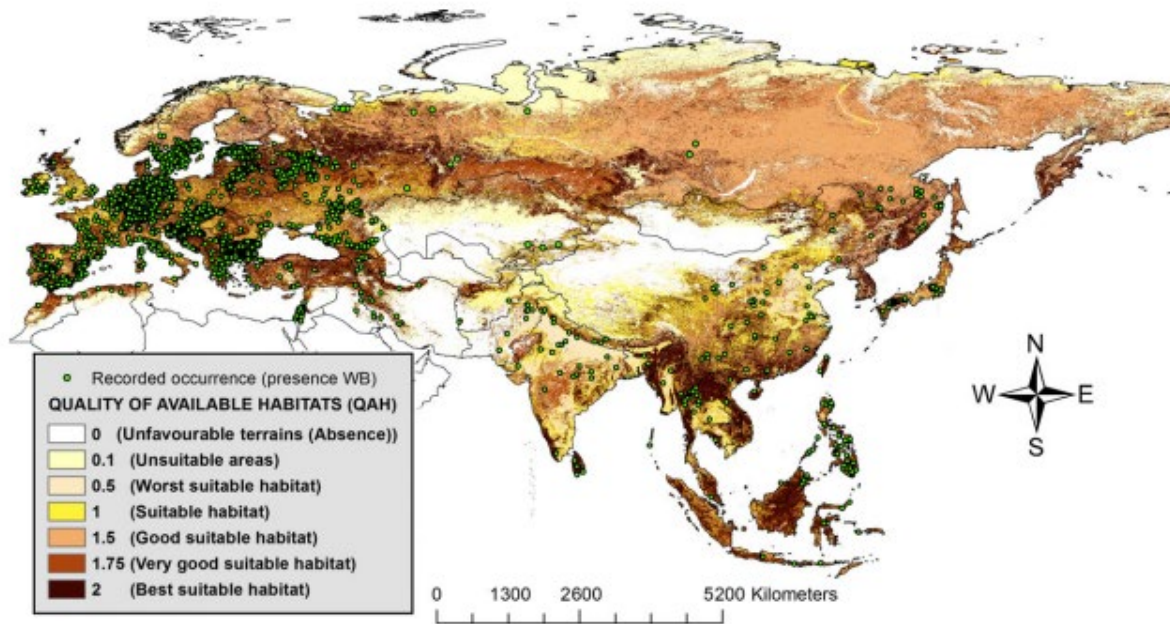 Recorded occurrence (presence WB)
QUALITY OF AVAILABLE HABITATS (QAH)
0 (Unfavourable terrains (Absence))
0.1 (Unsuitable areas)
0.5 (Worst suitable habitat)
1 (Suitable habitat)
1.5 (Good suitable habitat)
1.75 (Very good suitable habitat)
2 (Best suitable habitat)
N
W E
S
0 1300 2600 5200 Kilometers